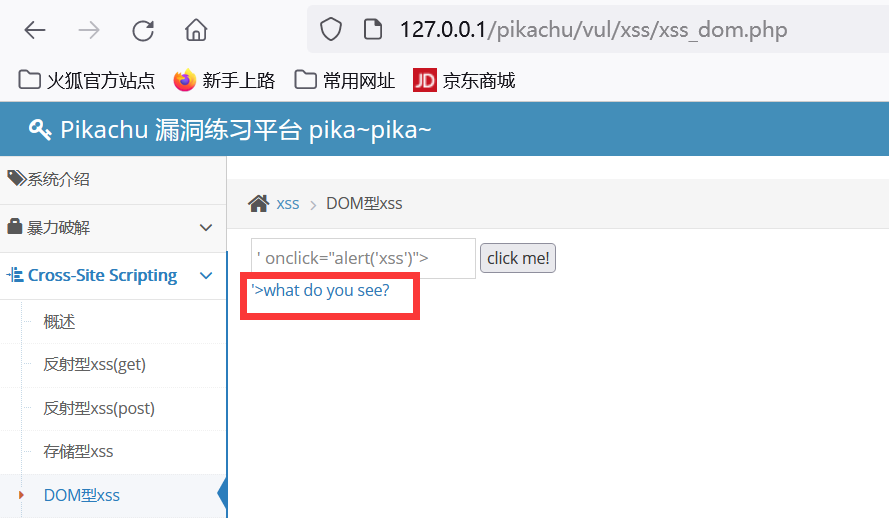 127.0.0.1/pikachu/vul/xss/xss_dom.php
火狐官方站点 新手上路 常用网址 JD 京东商城
Pikachu 漏洞练习平台 pika~pika~
系统介绍
xss > DOM型xss
暴力破解
' onclick="alert('xss')"> click me!
Cross-Site Scripting
'>what do you see?
概述
反射型xss(get)
反射型xss(post)
存储型xss
DOM型xss